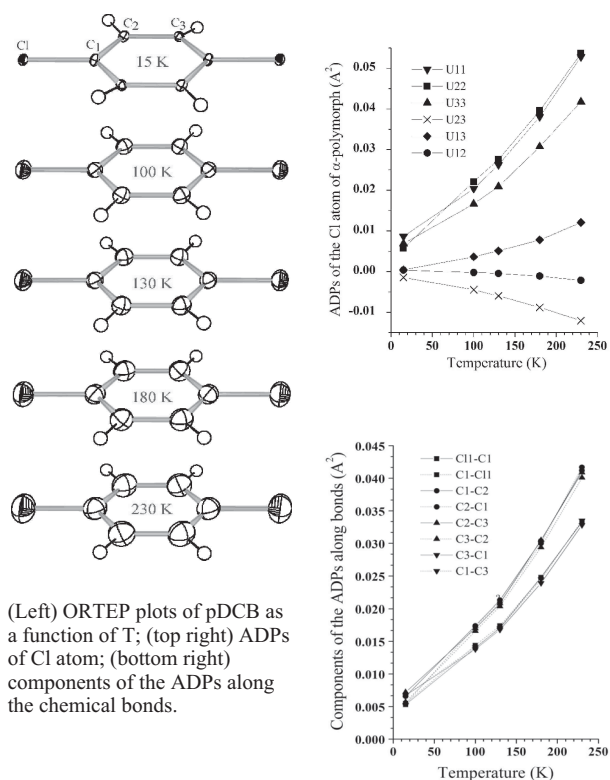 Cl
C1
C2
C3
15 K
100 K
130 K
180 K
230 K
(Left) ORTEP plots of pDCB as
a function of T; (top right) ADPs
of Cl atom; (bottom right)
components of the ADPs along
the chemical bonds.
ADPs of the Cl atom of α-polymorph (A²)
0.05
0.04
0.03
0.02
0.01
0.00
-0.01
U11
U22
U33
U23
U13
U12
0 50 100 150 200 250
Temperature (K)
Components of the ADPs along bonds (A²)
0.045
0.040
0.035
0.030
0.025
0.020
0.015
0.010
0.005
0.000
Cl1-C1
C1-Cl1
C1-C2
C2-C1
C2-C3
C3-C2
C3-C1
C1-C3
0 50 100 150 200 250
Temperature (K)